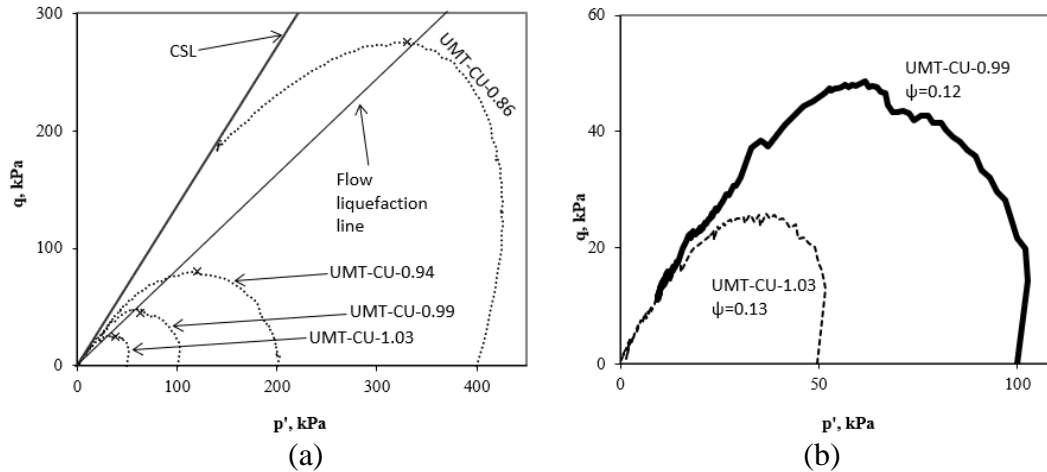 300
200
100
0
q, kPa
0
100
200
300
400
p', kPa
CSL
UMT-CU-0.86
Flow
liquefaction
line
UMT-CU-0.94
UMT-CU-0.99
UMT-CU-1.03
(a)
60
40
20
0
q, kPa
0
50
100
p', kPa
UMT-CU-0.99
ψ=0.12
UMT-CU-1.03
ψ=0.13
(b)